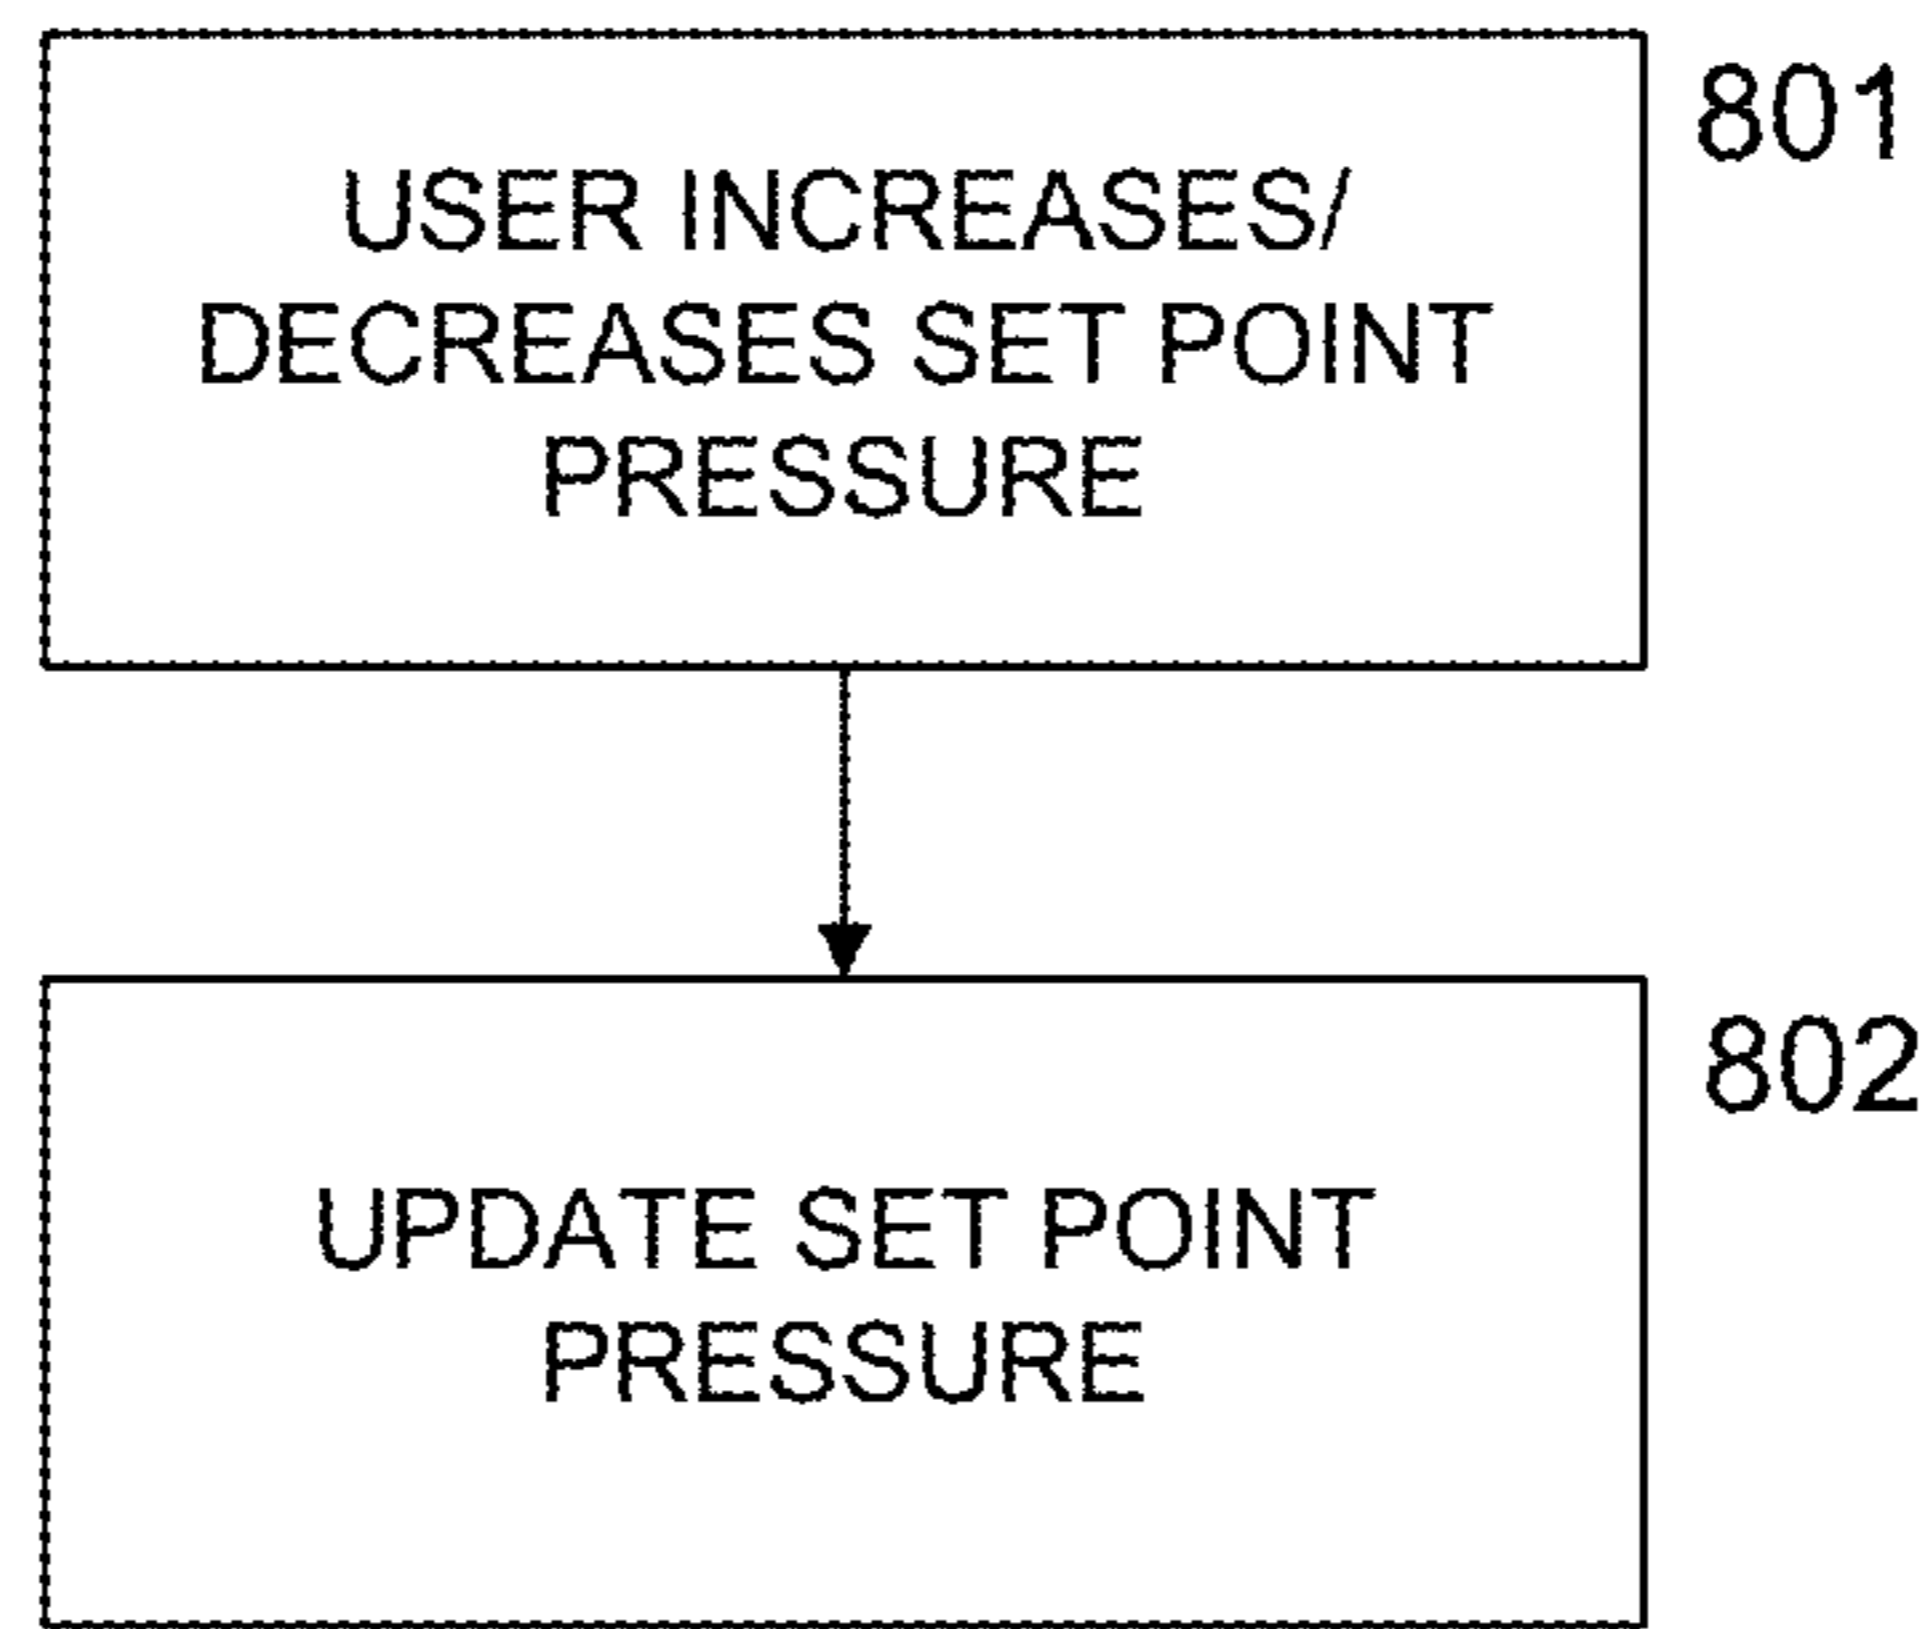 801
USER INCREASES/
DECREASES SET POINT
PRESSURE
802
UPDATE SET POINT
PRESSURE